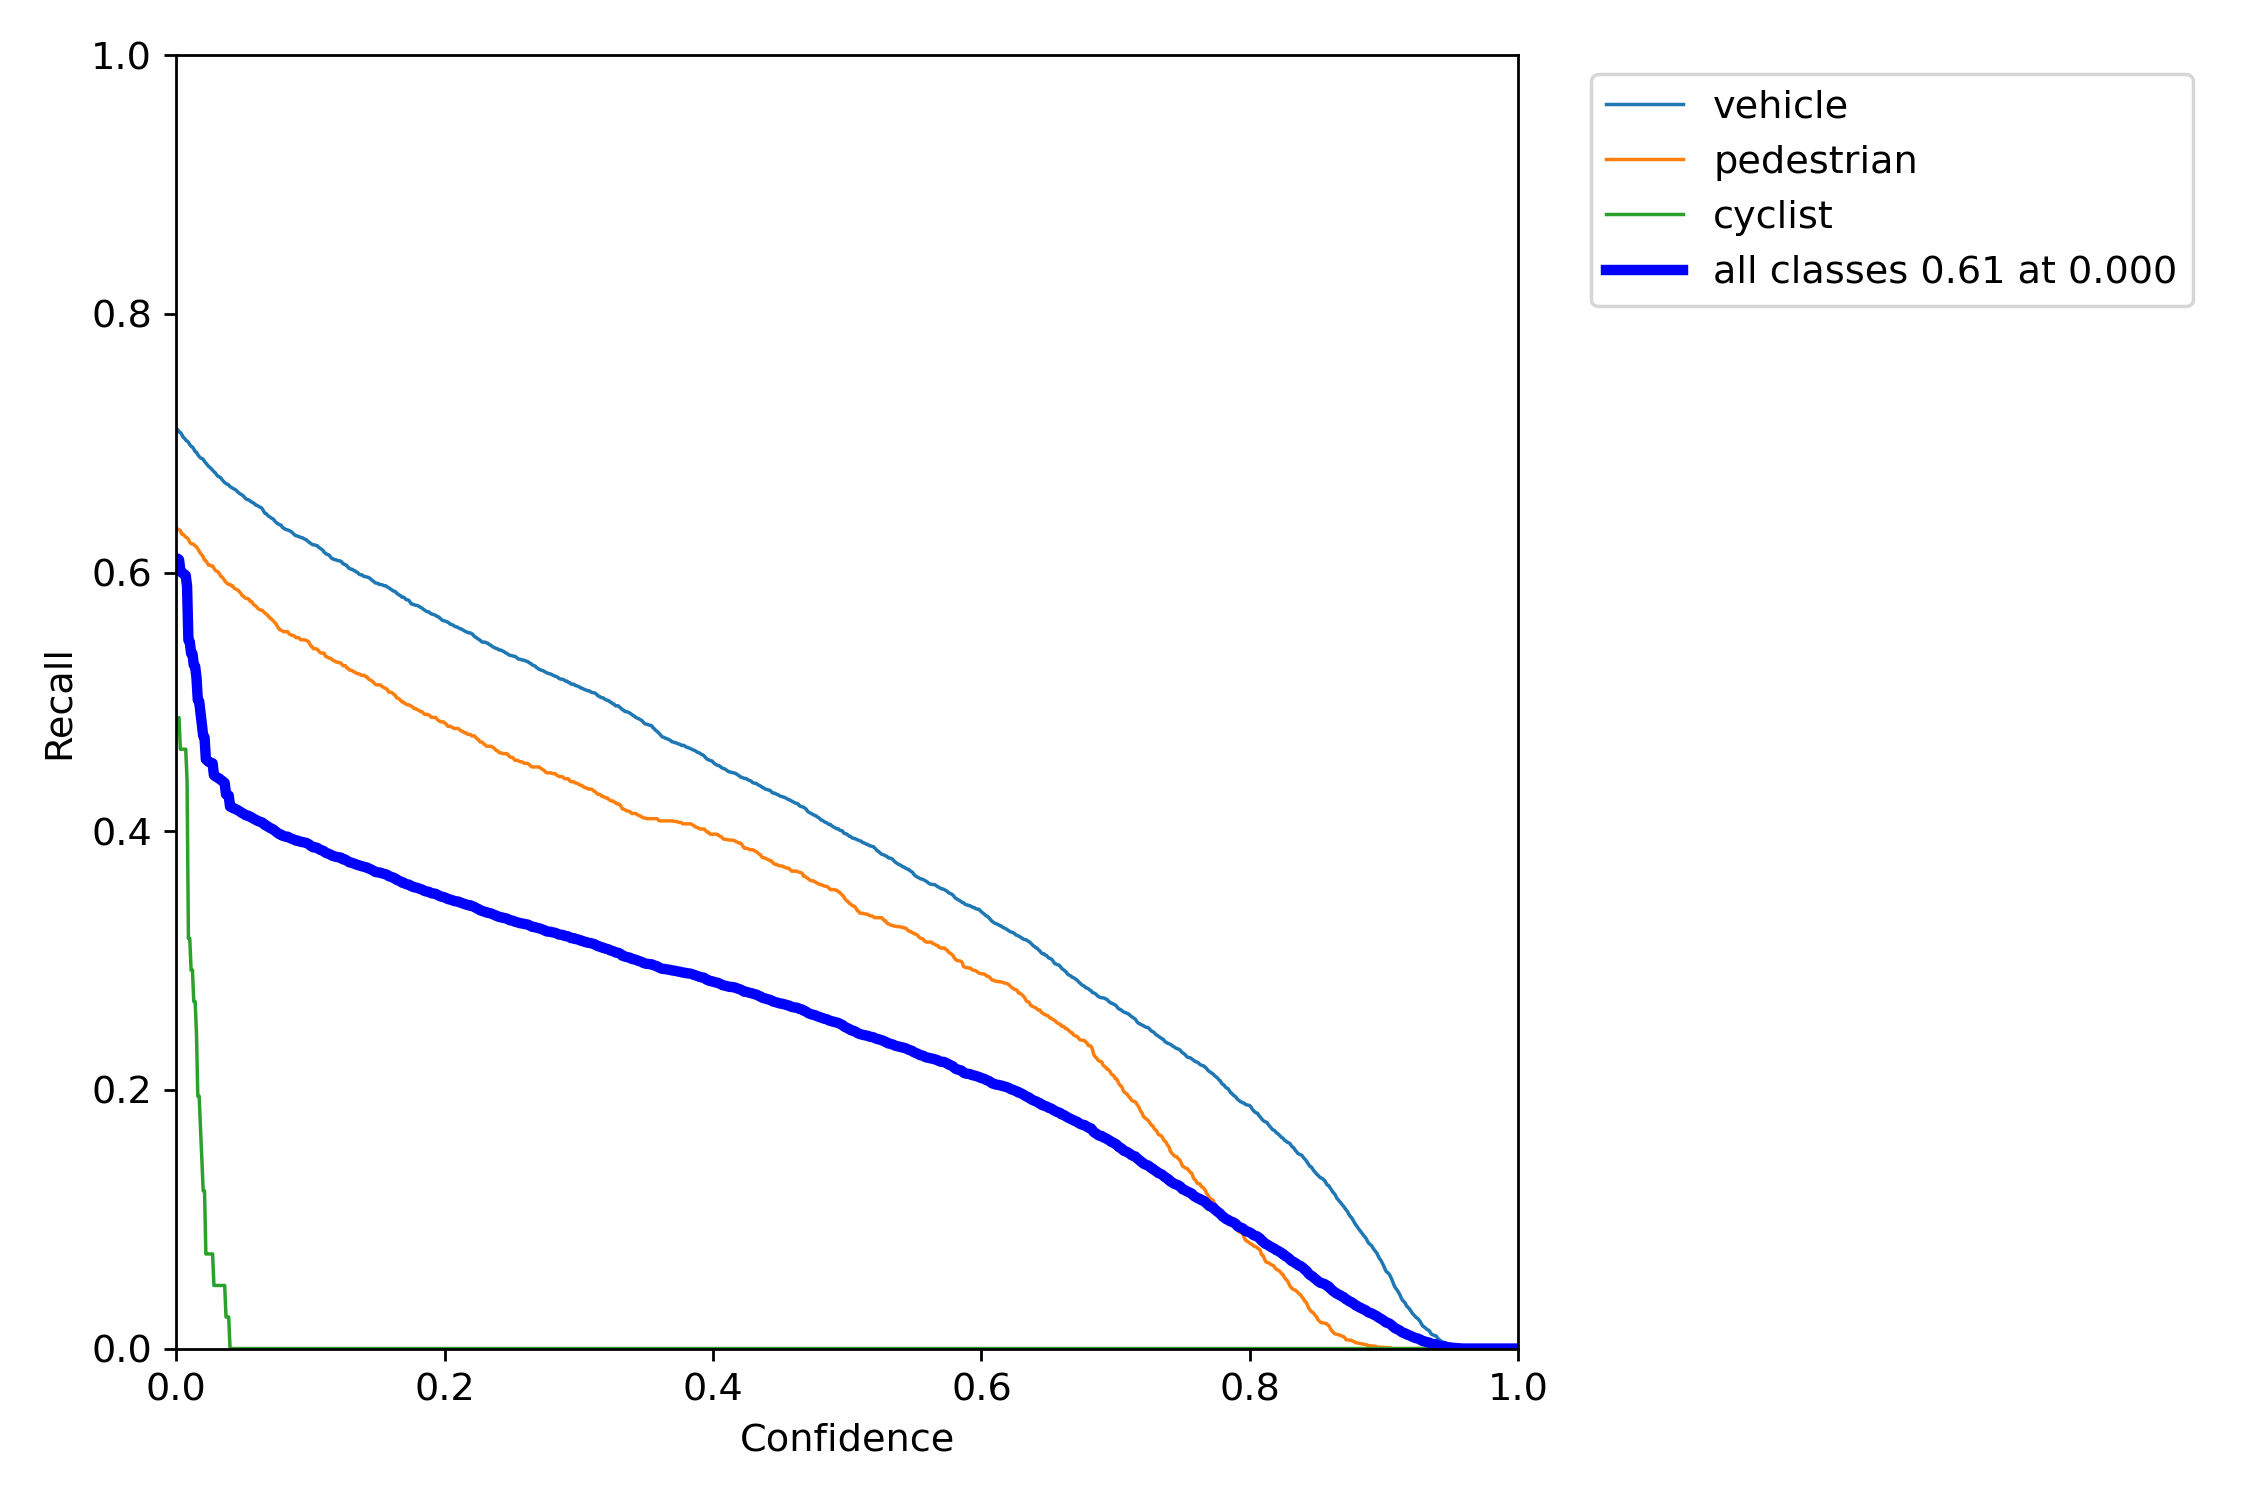 1.0
0.8
0.6
0.4
0.2
0.0
Recall
0.0 0.2 0.4 0.6 0.8 1.0
Confidence
vehicle
pedestrian
cyclist
all classes 0.61 at 0.000